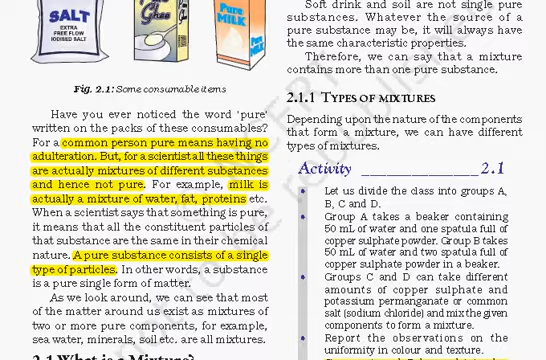 SALT
EXTRA
FREE FLOW
IODISED SALT
Pure
Ghee
Pure
MILK
Pure
MILK
Fig. 2.1: Some consumable items
Have you ever noticed the word 'pure'
written on the packs of these consumables?
For a common person pure means having no
adulteration. But, for a scientist all these things
are actually mixtures of different substances
and hence not pure. For example, milk is
actually a mixture of water, fat, proteins etc.
When a scientist says that something is pure,
it means that all the constituent particles of
that substance are the same in their chemical
nature. A pure substance consists of a single
type of particles. In other words, a substance
is a pure single form of matter.
As we look around, we can see that most
of the matter around us exist as mixtures of
two or more pure components, for example,
sea water, minerals, soil etc. are all mixtures.
2.1 What is a Mixture?
Soft drink and soil are not single pure
substances. Whatever the source of a
pure substance may be, it will always have
the same characteristic properties.
Therefore, we can say that a mixture
contains more than one pure substance.
2.1.1 TYPES OF MIXTURES
Depending upon the nature of the components
that form a mixture, we can have different
types of mixtures.
Activity ______________ 2.1
• Let us divide the class into groups A,
B, C and D.
• Group A takes a beaker containing
50 mL of water and one spatula full of
copper sulphate powder. Group B takes
50 mL of water and two spatula full of
copper sulphate powder in a beaker.
• Groups C and D can take different
amounts of copper sulphate and
potassium permanganate or common
salt (sodium chloride) and mix the given
components to form a mixture.
• Report the observations on the
uniformity in colour and texture.